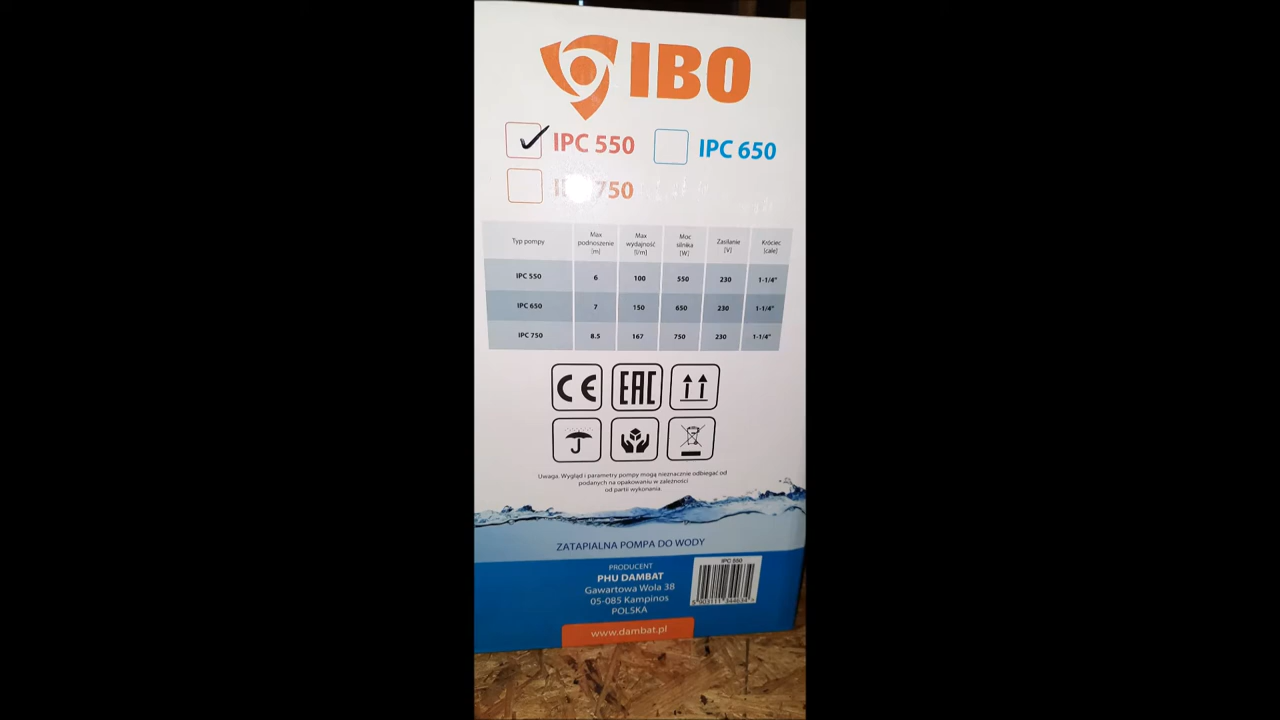 IBO
IPC 550 IPC 650
750
Typ pompy Max podnoszenie [m] Max wydajność [l/m] Moc silnika [W] Zasilanie [V] Króciec [cale]
IPC 550 6 100 550 230 1-1/4"
IPC 650 7 150 650 230 1-1/4"
IPC 750 8.5 167 750 230 1-1/4"
CE EAC
Uwaga. Wygląd i parametry pompy mogą nieznacznie odbiegać od
podanych na opakowaniu w zależności
od partii wykonania.
ZATAPIALNA POMPA DO WODY
PRODUCENT
PHU DAMBAT
Gawartowa Wola 38
05-085 Kampinos
POLSKA
www.dambat.pl
IPC 550